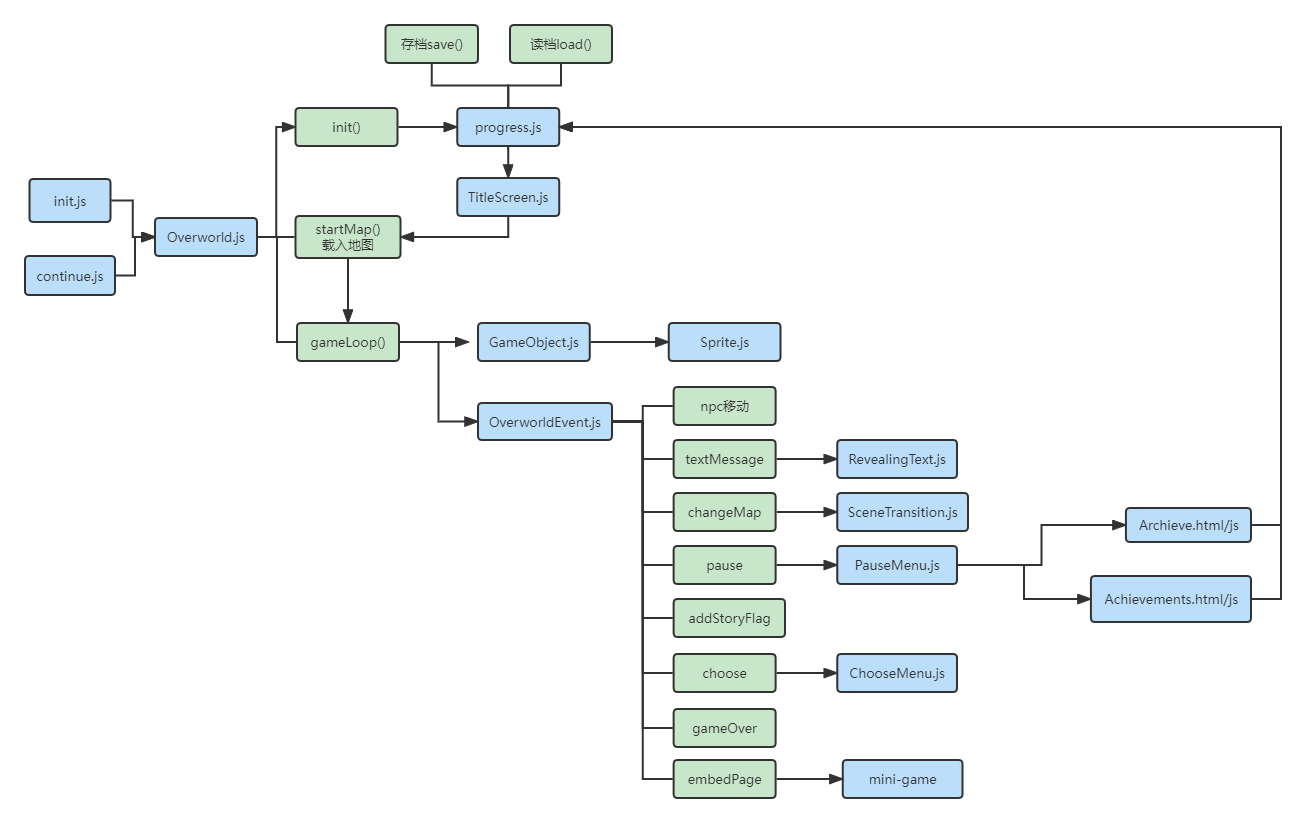 存档save()
读档load()
init()
progress.js
init.js
TitleScreen.js
Overworld.js
startMap()
载入地图
continue.js
gameLoop()
GameObject.js
Sprite.js
npc移动
OverworldEvent.js
textMessage
RevealingText.js
changeMap
SceneTransition.js
Archieve.html/js
pause
PauseMenu.js
Achievements.html/js
addStoryFlag
choose
ChooseMenu.js
gameOver
embedPage
mini-game